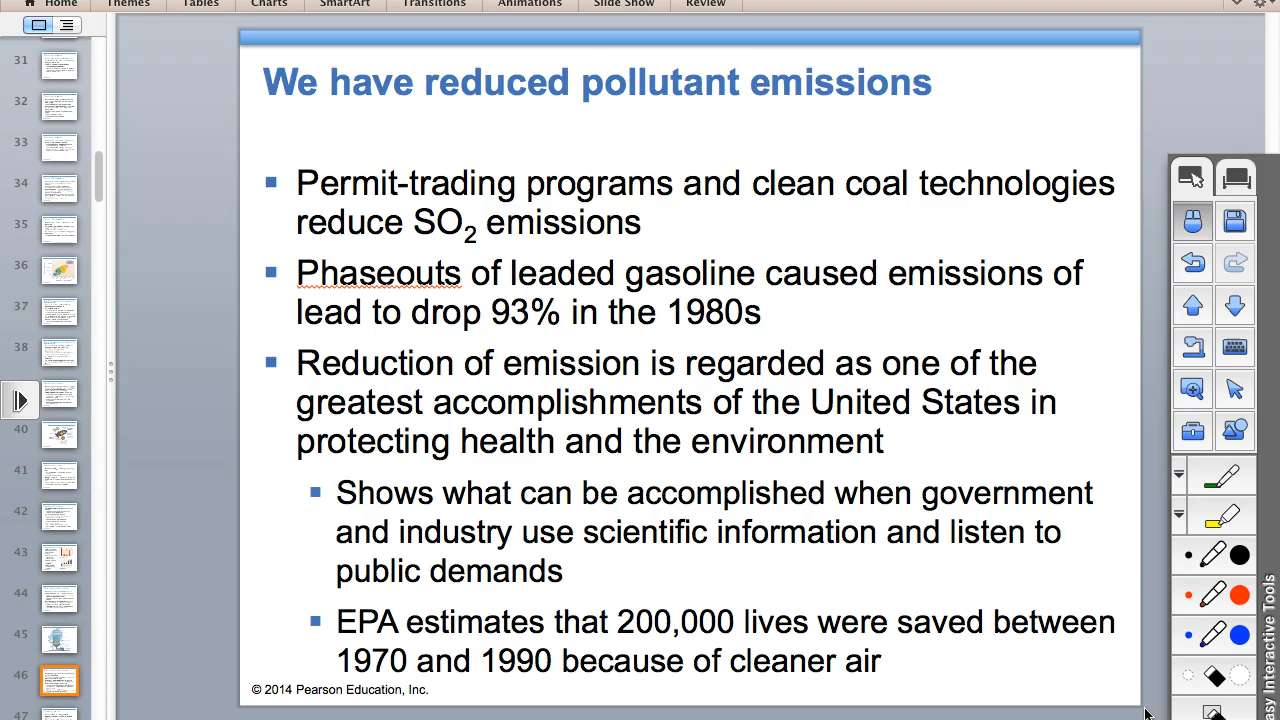 Home Themes Tables Charts SmartArt Transitions Animations Slide Show Review
31
32
33
34
35
36
37
38
40
41
42
43
44
45
46
47
We have reduced pollutant emissions
Permit-trading programs and clean coal technologies
reduce SO2 emissions
Phaseouts of leaded gasoline caused emissions of
lead to drop 93% in the 1980s
Reduction of emission is regarded as one of the
greatest accomplishments of the United States in
protecting health and the environment
Shows what can be accomplished when government
and industry use scientific information and listen to
public demands
EPA estimates that 200,000 lives were saved between
1970 and 1990 because of cleaner air
© 2014 Pearson Education, Inc.
Interactive Tools